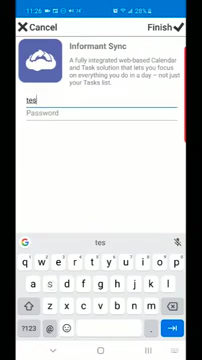 11:26 28%
Cancel Finish
Informant Sync
A fully integrated web-based Calendar
and Task solution that lets you focus
on everything you do in a day – not just
your Tasks list.
tes
Password
tes
q w e r t y u i o p
a s d f g h j k l
z x c v b n m
?123 @ .